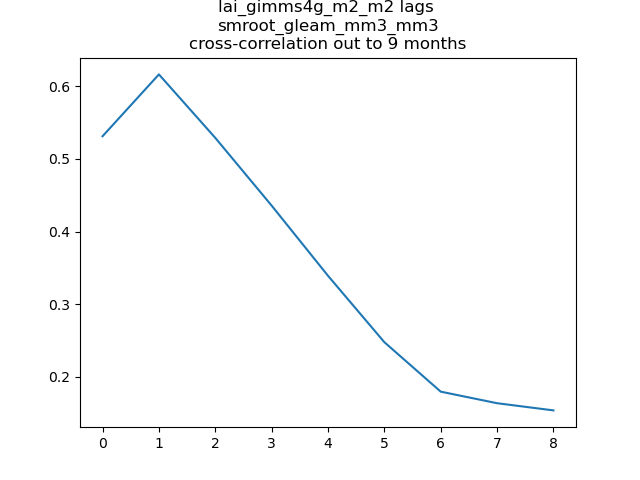 lai_gimms4g_m2_m2 lags
smroot_gleam_mm3_mm3
cross-correlation out to 9 months
0.6
0.5
0.4
0.3
0.2
0 1 2 3 4 5 6 7 8